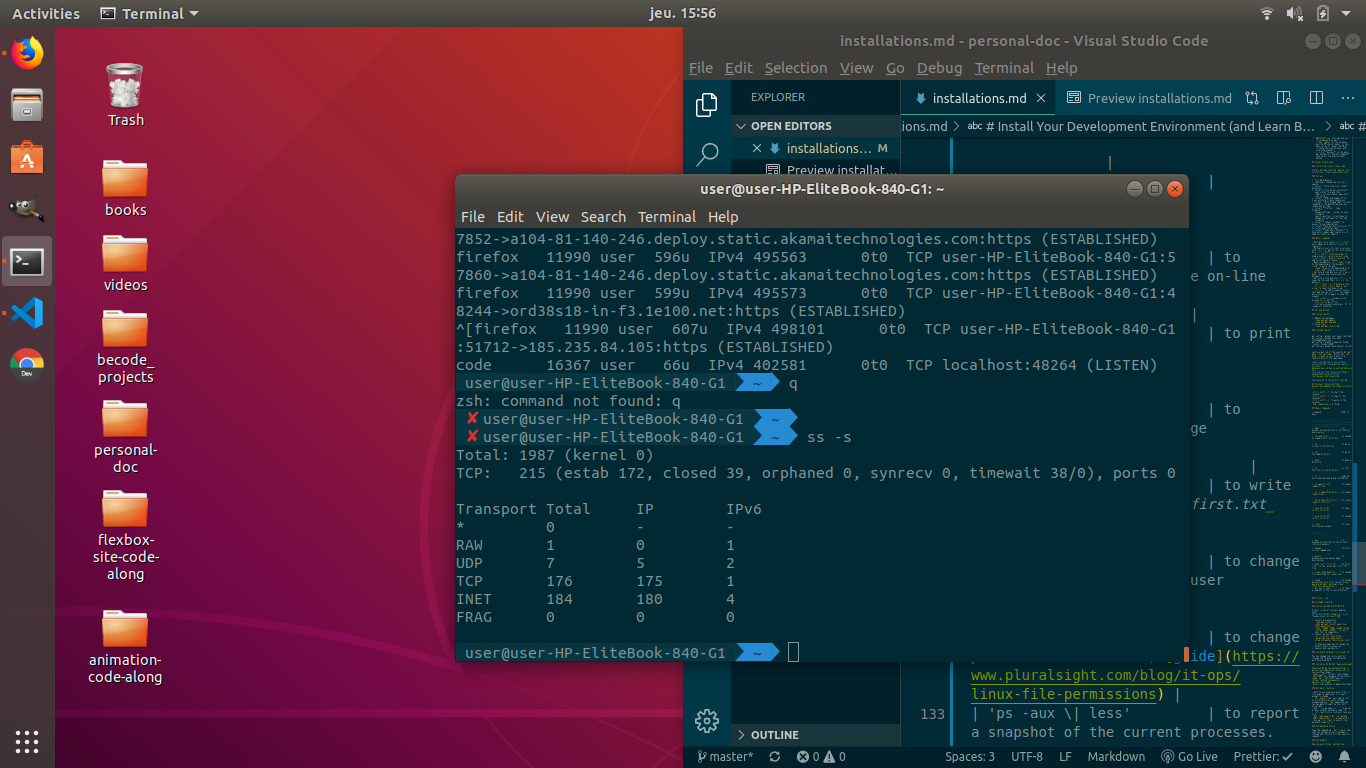 Activities
Terminal
jeu. 15:56
Trash
books
videos
becode_
projects
personal-
doc
flexbox-
site-code-
along
animation-
code-along
Dev
installations.md - personal-doc - Visual Studio Code
File Edit Selection View Go Debug Terminal Help
EXPLORER
OPEN EDITORS
installations... M
Preview installat...
installations.md
Preview installations.md
ions.md > abc # Install Your Development Environment (and Learn B... > abc #
user@user-HP-EliteBook-840-G1: ~
File Edit View Search Terminal Help
7852->a104-81-140-246.deploy.static.akamaitechnologies.com:https (ESTABLISHED)
firefox   11990 user  596u  IPv4 495563      0t0  TCP user-HP-EliteBook-840-G1:5
7860->a104-81-140-246.deploy.static.akamaitechnologies.com:https (ESTABLISHED)
firefox   11990 user  599u  IPv4 495573      0t0  TCP user-HP-EliteBook-840-G1:4
8244->ord38s18-in-f3.1e100.net:https (ESTABLISHED)
^[firefox   11990 user  607u  IPv4 498101      0t0  TCP user-HP-EliteBook-840-G1
:51712->185.235.84.105:https (ESTABLISHED)
code      16367 user   66u  IPv4 402581      0t0  TCP localhost:48264 (LISTEN)
user@user-HP-EliteBook-840-G1 ~ q
zsh: command not found: q
✘ user@user-HP-EliteBook-840-G1 ~
✘ user@user-HP-EliteBook-840-G1 ~ ss -s
Total: 1987 (kernel 0)
TCP:   215 (estab 172, closed 39, orphaned 0, synrecv 0, timewait 38/0), ports 0
Transport Total     IP        IPv6
*         0         -         -
RAW       1         0         1
UDP       7         5         2
TCP       176       175       1
INET      184       180       4
FRAG      0         0         0
user@user-HP-EliteBook-840-G1 ~
|
|
| to
e on-line
|
| to print
| to
ge
|
| to write
first.txt_
| to change
user
| to change
ide](https://
www.pluralsight.com/blog/it-ops/
linux-file-permissions) |
133 | 'ps -aux \| less' | to report
a snapshot of the current processes.
OUTLINE
master* 0 0 Spaces: 3 UTF-8 LF Markdown Go Live Prettier: ✓